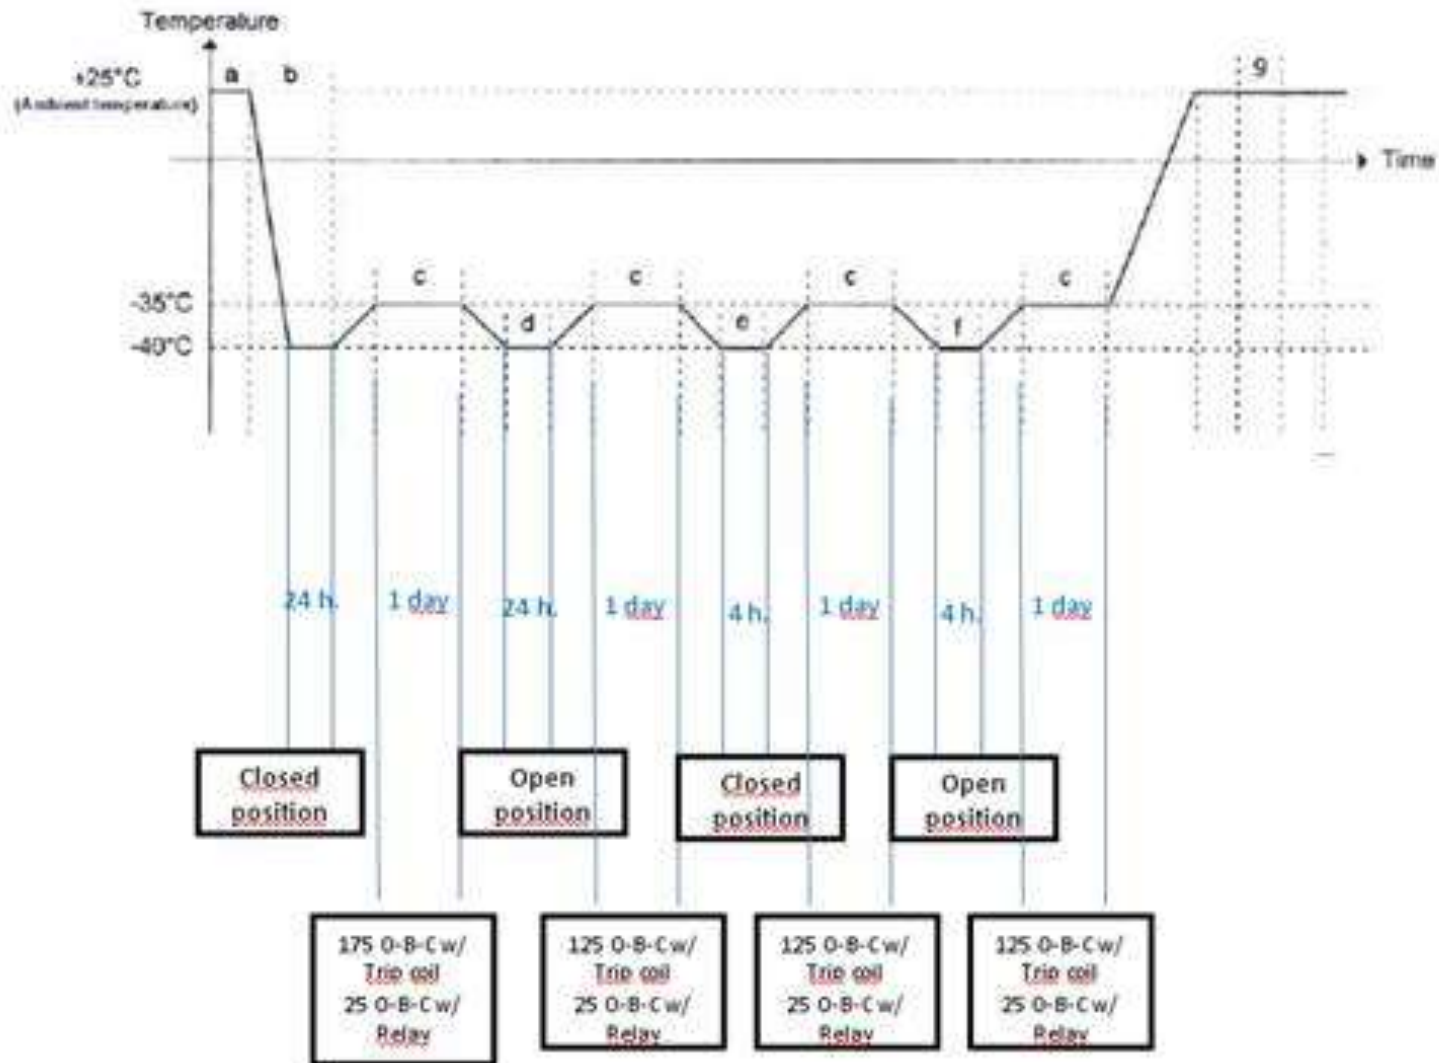 Temperature
+25°C
(Ambient temperature)
a
b
g
Time
c
c
c
c
-35°C
d
e
f
-40°C
24 h.
1 day
24 h.
1 day
4 h.
1 day
4 h.
1 day
Closed
position
Open
position
Closed
position
Open
position
175 O-B-C w/
Trip coil
25 O-B-C w/
Relay
125 O-B-C w/
Trip coil
25 O-B-C w/
Relay
125 O-B-C w/
Trip coil
25 O-B-C w/
Relay
125 O-B-C w/
Trip coil
25 O-B-C w/
Relay